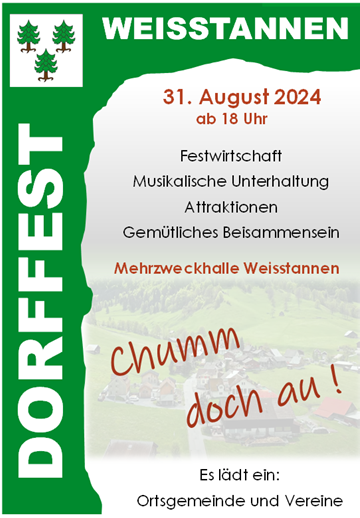 WEISSTANNEN
DORFFEST
31. August 2024
ab 18 Uhr
Festwirtschaft
Musikalische Unterhaltung
Attraktionen
Gemütliches Beisammensein
Mehrzweckhalle Weisstannen
Chumm
doch au !
Es lädt ein:
Ortsgemeinde und Vereine